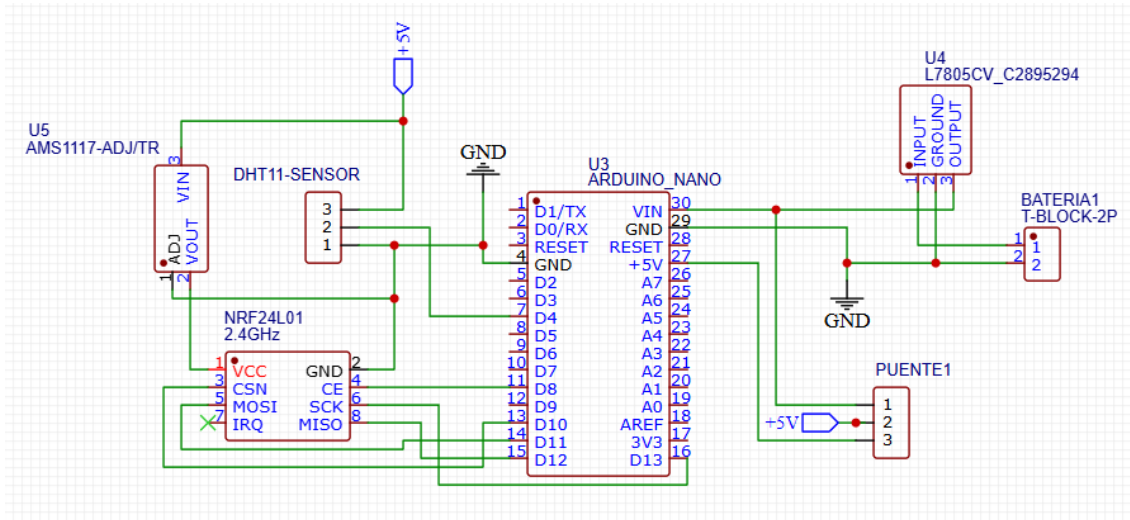 +5V
U5
AMS1117-ADJ/TR
3
VIN
ADJ
VOUT
1
2
DHT11-SENSOR
3
2
1
GND
NRF24L01
2.4GHz
1 VCC GND 2
3 CSN CE 4
5 MOSI SCK 6
7 IRQ MISO 8
U3
ARDUINO_NANO
1 D1/TX VIN 30
2 D0/RX GND 29
3 RESET RESET 28
4 GND +5V 27
5 D2 A7 26
6 D3 A6 25
7 D4 A5 24
8 D5 A4 23
9 D6 A3 22
10 D7 A2 21
11 D8 A1 20
12 D9 A0 19
13 D10 AREF 18
14 D11 3V3 17
15 D12 D13 16
U4
L7805CV_C2895294
INPUT
GROUND
OUTPUT
1 2 3
BATERIA1
T-BLOCK-2P
1 1
2 2
GND
PUENTE1
1
+5V 2
3